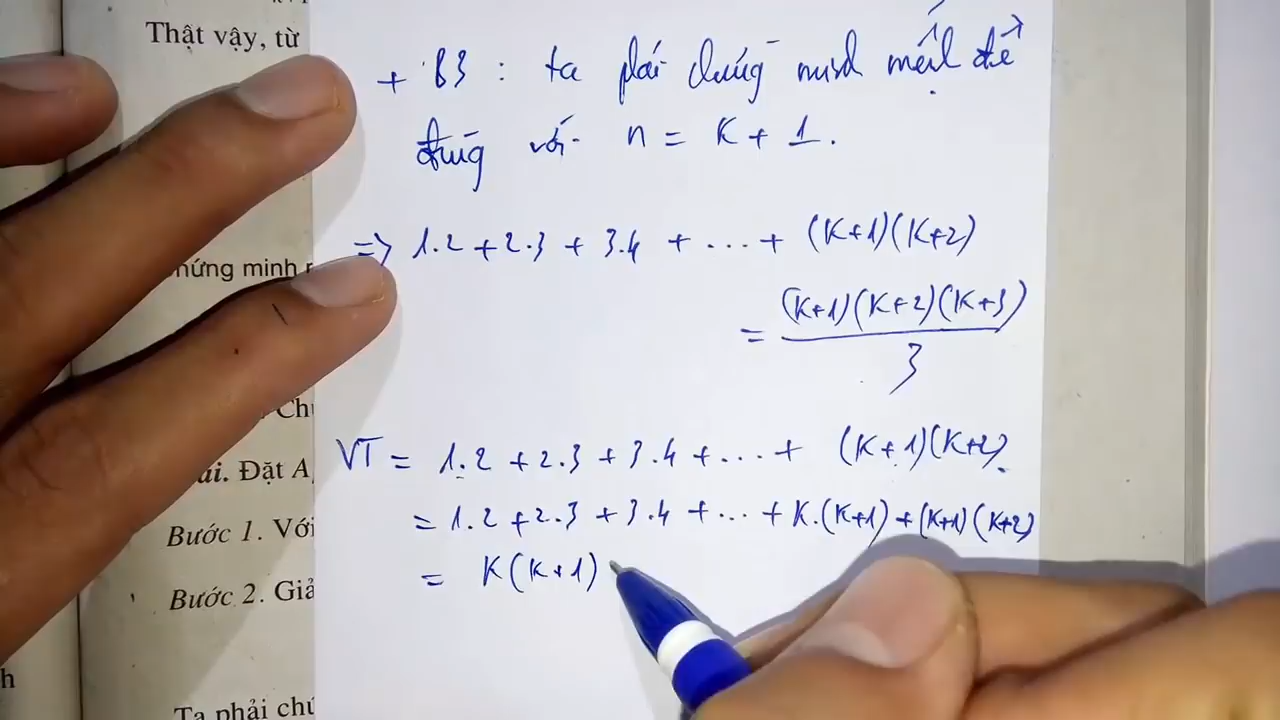 Thật vậy, từ
+ B3 : ta phải chứng minh mệnh đề
đúng với n = K + 1.
=> 1.2 + 2.3 + 3.4 + ... + (K+1)(K+2)
hứng minh
= (K+1)(K+2)(K+3) / 3
Ch
VT = 1.2 + 2.3 + 3.4 + ... + (K+1)(K+2).
ải. Đặt A
= 1.2 + 2.3 + 3.4 + ... + K.(K+1) + (K+1)(K+2)
Bước 1. Với
= K(K+1)
Bước 2. Giả
h
Ta phải chứ